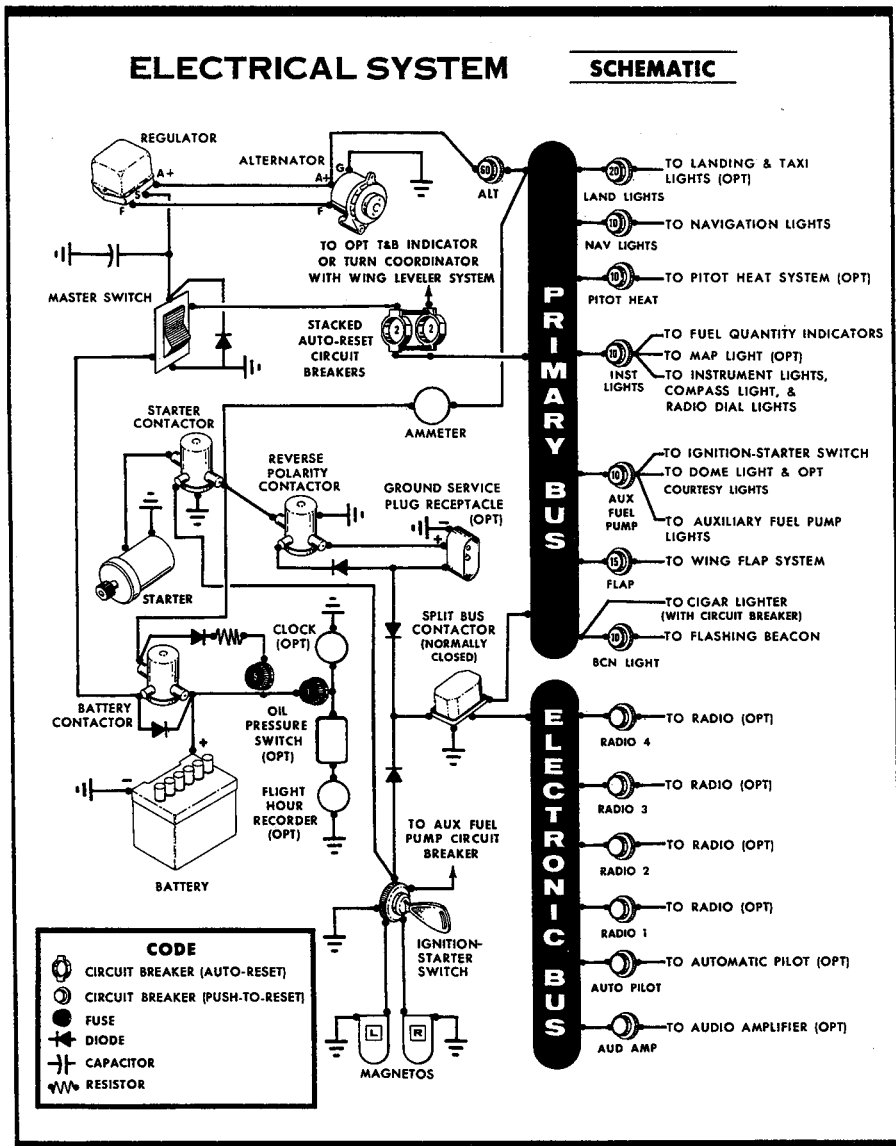 ELECTRICAL SYSTEM
SCHEMATIC
REGULATOR
A+
S
F
ALTERNATOR
G
A+
F
60
ALT
TO OPT T&B INDICATOR
OR TURN COORDINATOR
WITH WING LEVELER SYSTEM
MASTER SWITCH
STACKED
AUTO-RESET
CIRCUIT
BREAKERS
2
2
AMMETER
STARTER
CONTACTOR
REVERSE
POLARITY
CONTACTOR
GROUND SERVICE
PLUG RECEPTACLE
(OPT)
-
+
STARTER
CLOCK
(OPT)
SPLIT BUS
CONTACTOR
(NORMALLY
CLOSED)
BATTERY
CONTACTOR
OIL
PRESSURE
SWITCH
(OPT)
FLIGHT
HOUR
RECORDER
(OPT)
+
-
BATTERY
TO AUX FUEL
PUMP CIRCUIT
BREAKER
IGNITION-
STARTER
SWITCH
L
R
MAGNETOS
PRIMARY BUS
20
LAND LIGHTS
TO LANDING & TAXI
LIGHTS (OPT)
10
NAV LIGHTS
TO NAVIGATION LIGHTS
10
PITOT HEAT
TO PITOT HEAT SYSTEM (OPT)
10
INST
LIGHTS
TO FUEL QUANTITY INDICATORS
TO MAP LIGHT (OPT)
TO INSTRUMENT LIGHTS,
COMPASS LIGHT, &
RADIO DIAL LIGHTS
10
AUX
FUEL
PUMP
TO IGNITION-STARTER SWITCH
TO DOME LIGHT & OPT
COURTESY LIGHTS
TO AUXILIARY FUEL PUMP
LIGHTS
15
FLAP
TO WING FLAP SYSTEM
TO CIGAR LIGHTER
(WITH CIRCUIT BREAKER)
10
BCN LIGHT
TO FLASHING BEACON
ELECTRONIC BUS
RADIO 4
TO RADIO (OPT)
RADIO 3
TO RADIO (OPT)
RADIO 2
TO RADIO (OPT)
RADIO 1
TO RADIO (OPT)
AUTO PILOT
TO AUTOMATIC PILOT (OPT)
AUD AMP
TO AUDIO AMPLIFIER (OPT)
CODE
CIRCUIT BREAKER (AUTO-RESET)
CIRCUIT BREAKER (PUSH-TO-RESET)
FUSE
DIODE
CAPACITOR
RESISTOR